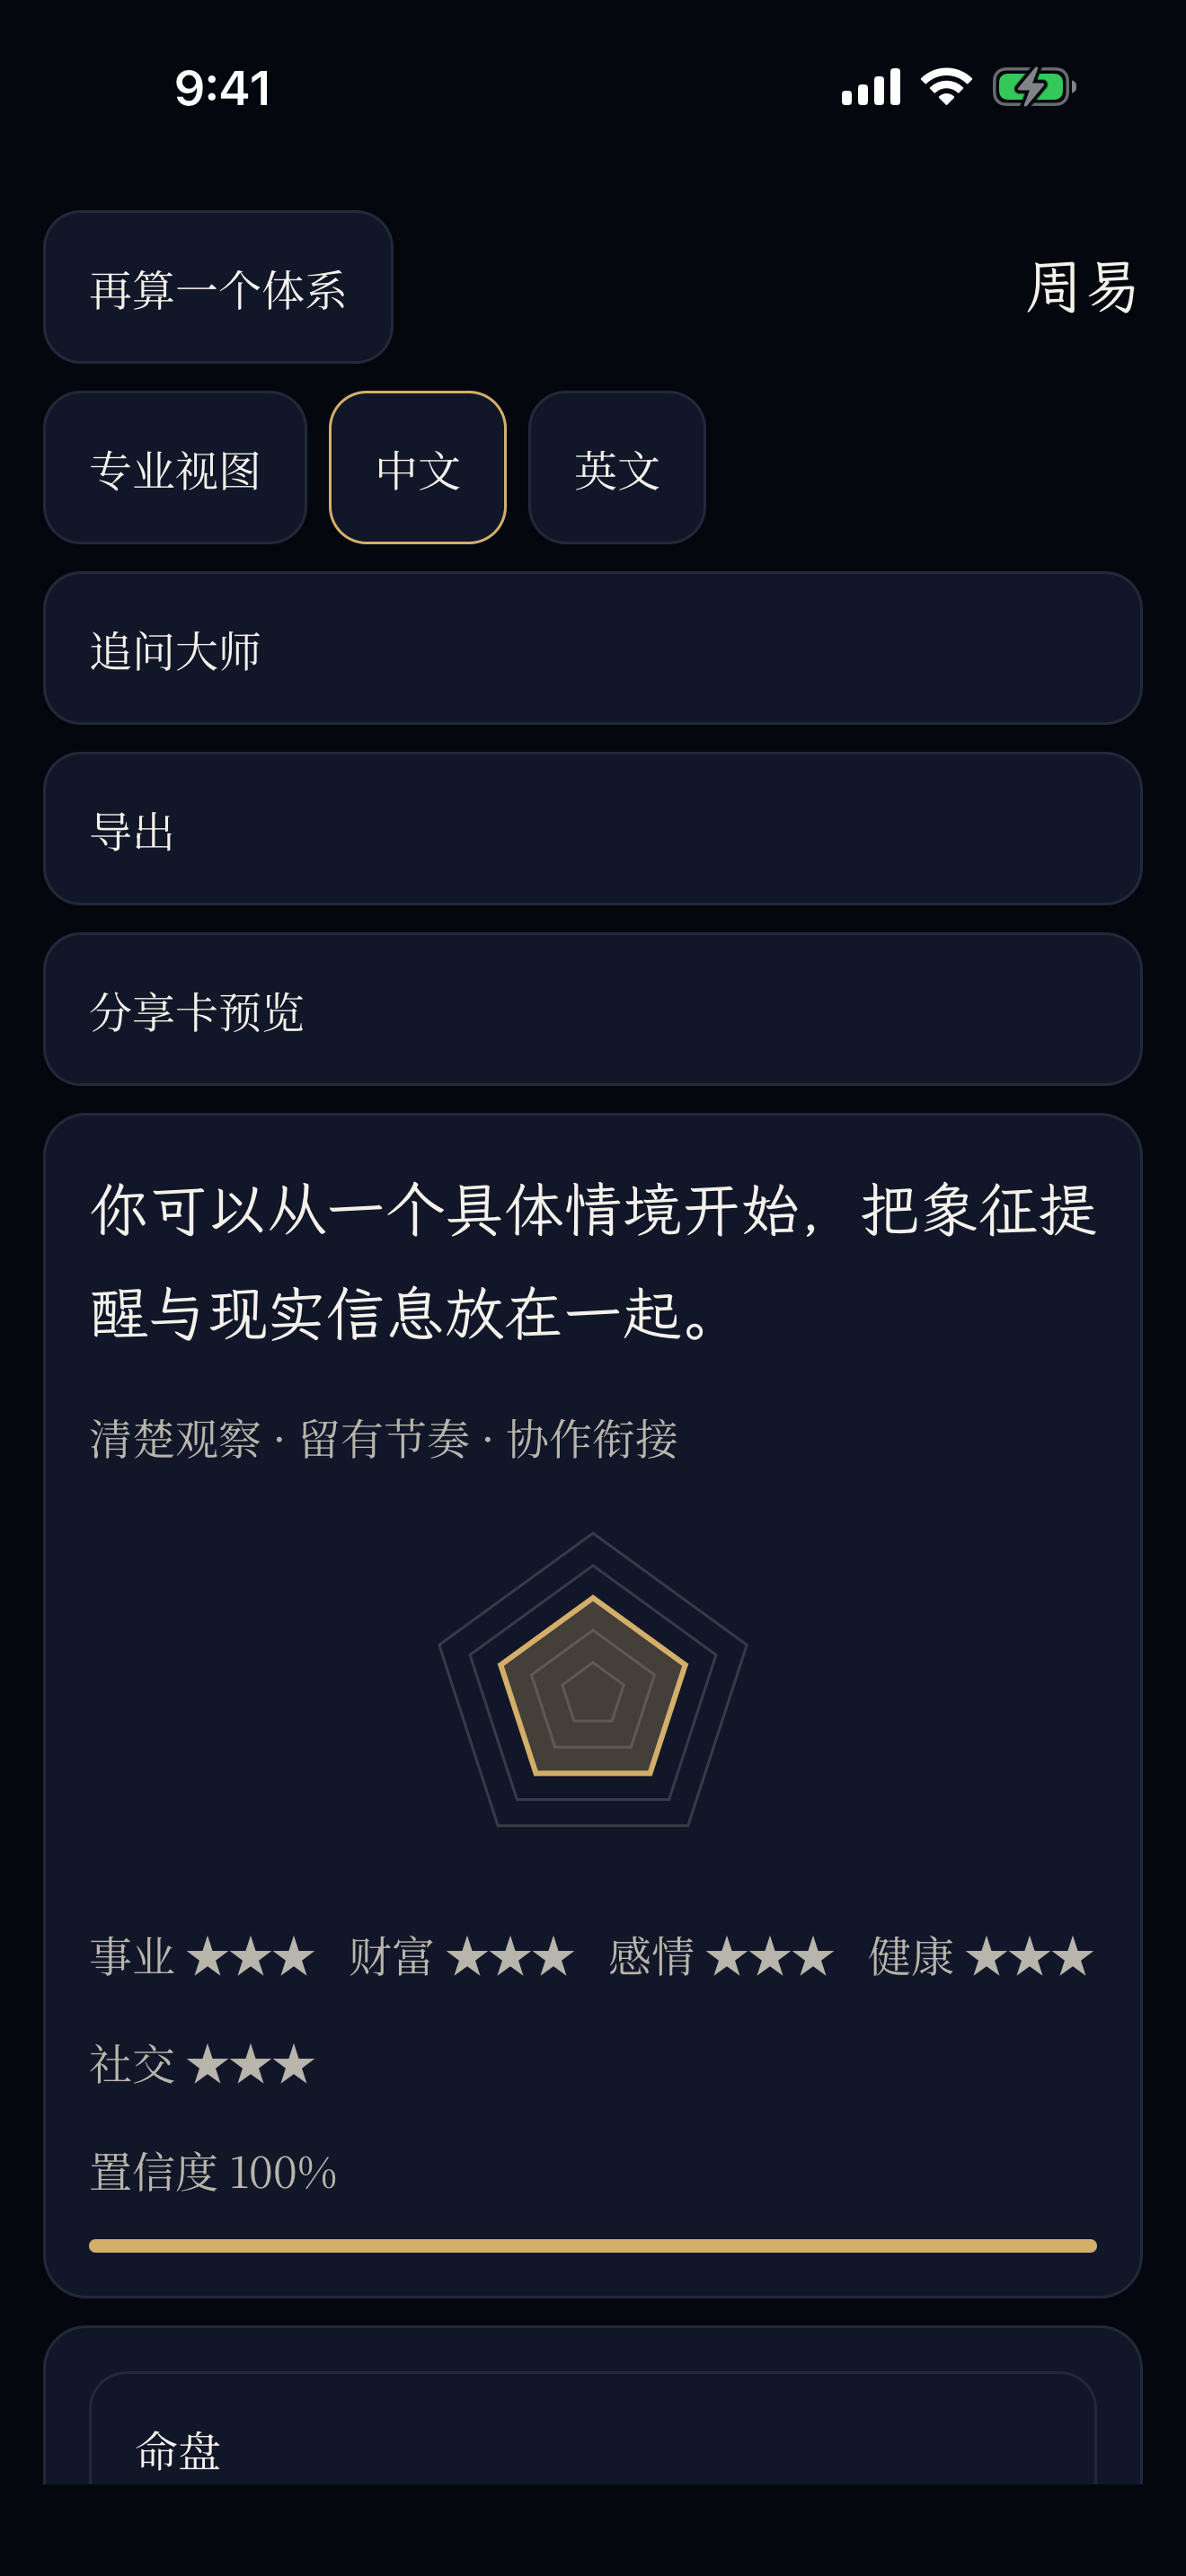 9:41
再算一个体系
周易
专业视图 中文 英文
追问大师
导出
分享卡预览
你可以从一个具体情境开始，把象征提
醒与现实信息放在一起。
清楚观察 · 留有节奏 · 协作衔接
事业 ★★★ 财富 ★★★ 感情 ★★★ 健康 ★★★
社交 ★★★
置信度 100%
命盘